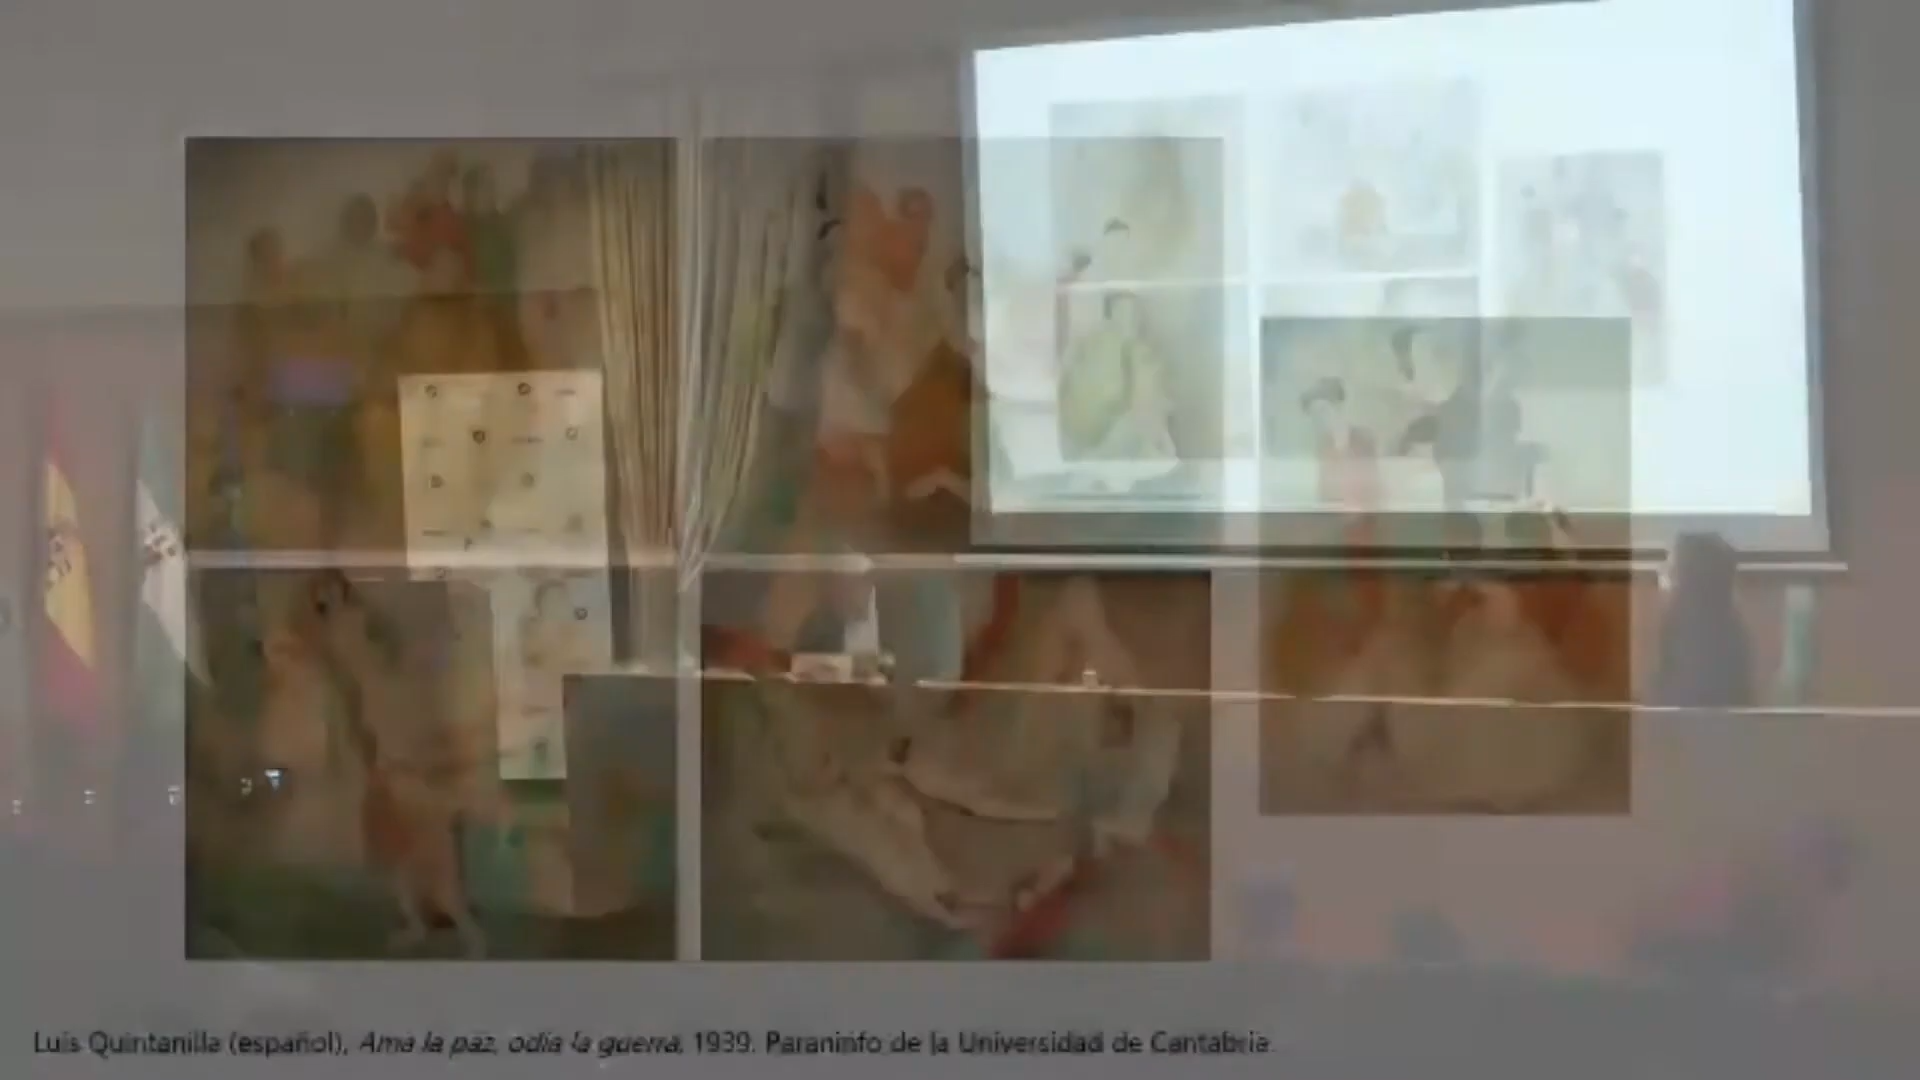 Luis Quintanilla (español), Ama la paz, odia la guerra, 1939. Paraninfo de la Universidad de Cantabria.